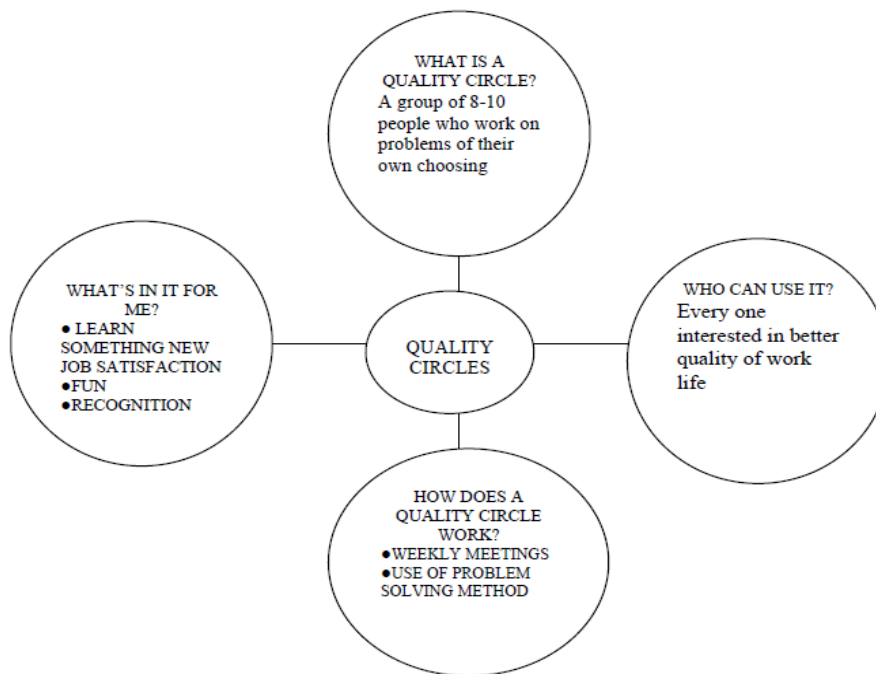 WHAT IS A
QUALITY CIRCLE?
A group of 8-10
people who work on
problems of their
own choosing
WHAT'S IN IT FOR
ME?
● LEARN
SOMETHING NEW
JOB SATISFACTION
●FUN
●RECOGNITION
QUALITY
CIRCLES
WHO CAN USE IT?
Every one
interested in better
quality of work
life
HOW DOES A
QUALITY CIRCLE
WORK?
●WEEKLY MEETINGS
●USE OF PROBLEM
SOLVING METHOD